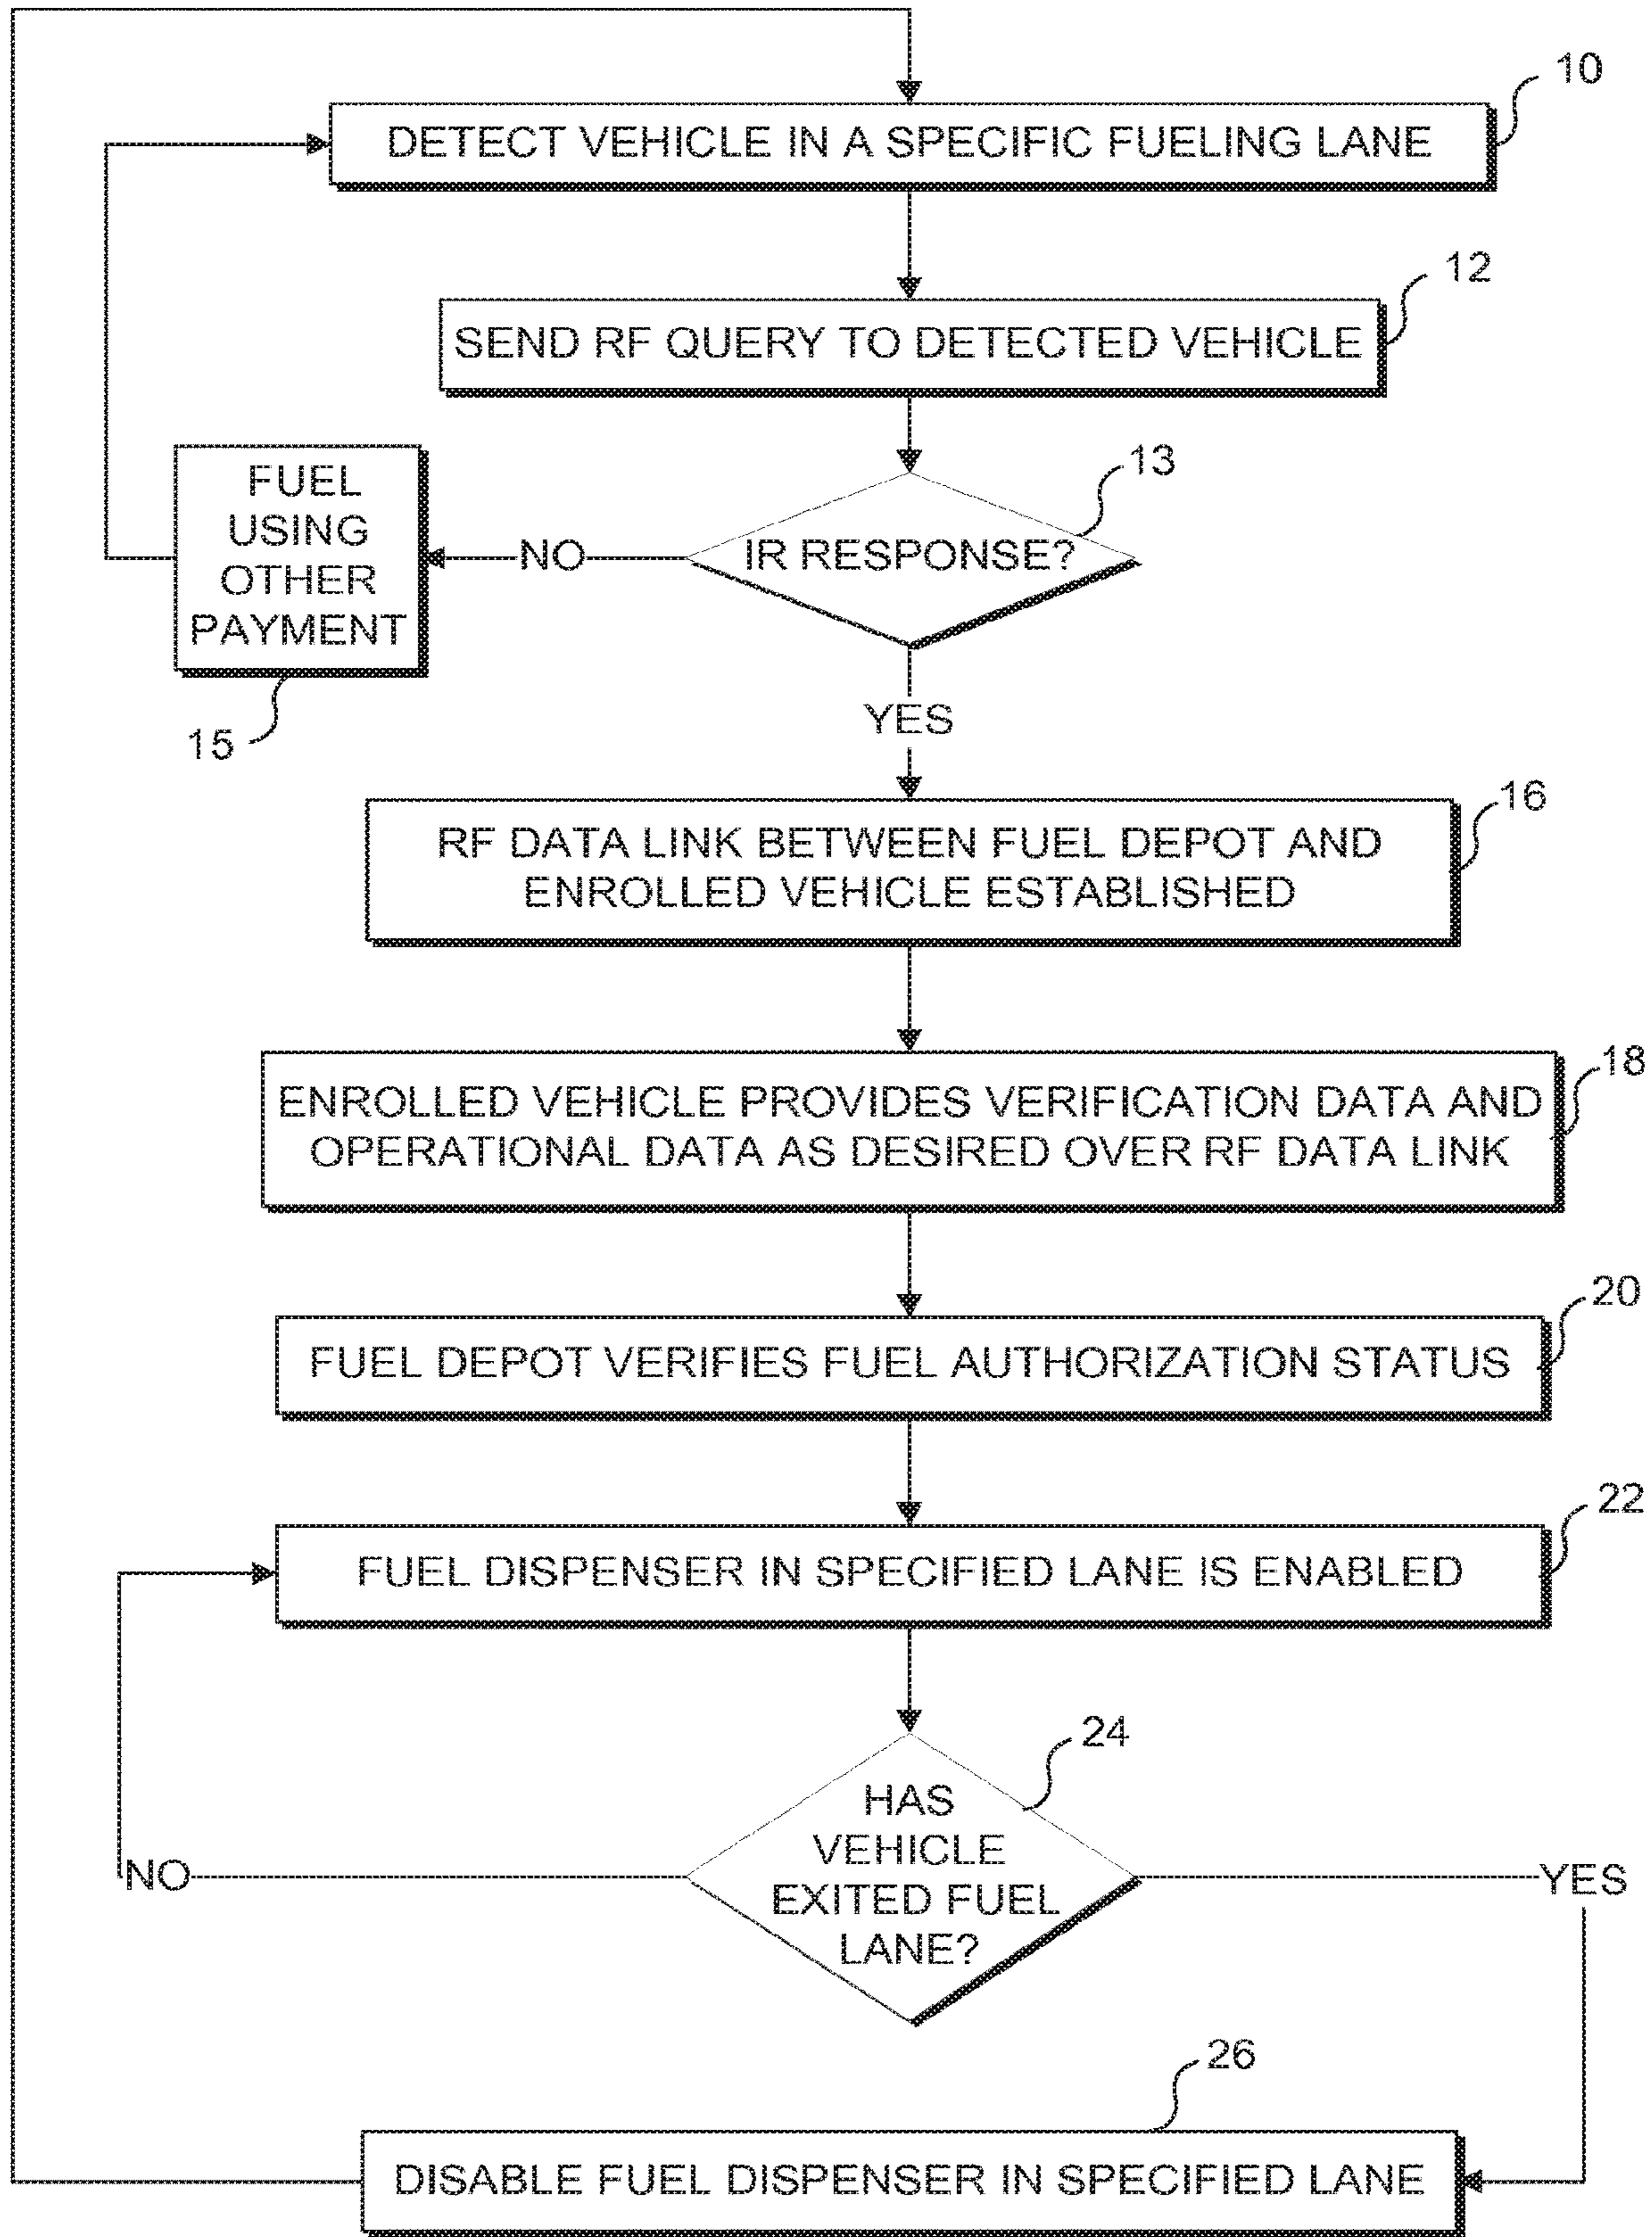 10
DETECT VEHICLE IN A SPECIFIC FUELING LANE
12
SEND RF QUERY TO DETECTED VEHICLE
13
IR RESPONSE?
NO
FUEL
USING
OTHER
PAYMENT
15
YES
16
RF DATA LINK BETWEEN FUEL DEPOT AND
ENROLLED VEHICLE ESTABLISHED
18
ENROLLED VEHICLE PROVIDES VERIFICATION DATA AND
OPERATIONAL DATA AS DESIRED OVER RF DATA LINK
20
FUEL DEPOT VERIFIES FUEL AUTHORIZATION STATUS
22
FUEL DISPENSER IN SPECIFIED LANE IS ENABLED
24
HAS
VEHICLE
EXITED FUEL
LANE?
NO
YES
26
DISABLE FUEL DISPENSER IN SPECIFIED LANE